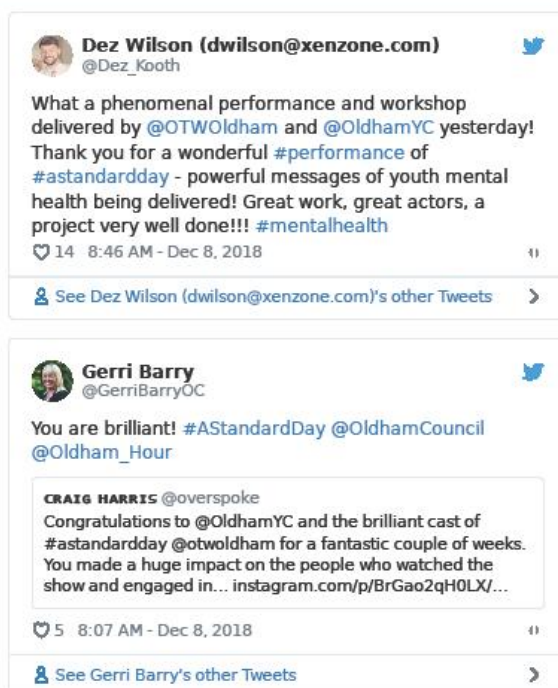 Dez Wilson (dwilson@xenzone.com)
@Dez_Kooth
What a phenomenal performance and workshop
delivered by @OTWOldham and @OldhamYC yesterday!
Thank you for a wonderful #performance of
#astandardday - powerful messages of youth mental
health being delivered! Great work, great actors, a
project very well done!!! #mentalhealth
14 8:46 AM - Dec 8, 2018
See Dez Wilson (dwilson@xenzone.com)'s other Tweets
Gerri Barry
@GerriBarryOC
You are brilliant! #AStandardDay @OldhamCouncil
@Oldham_Hour
CRAIG HARRIS @overspoke
Congratulations to @OldhamYC and the brilliant cast of
#astandardday @otwoldham for a fantastic couple of weeks.
You made a huge impact on the people who watched the
show and engaged in... instagram.com/p/BrGao2qH0LX/...
5 8:07 AM - Dec 8, 2018
See Gerri Barry's other Tweets